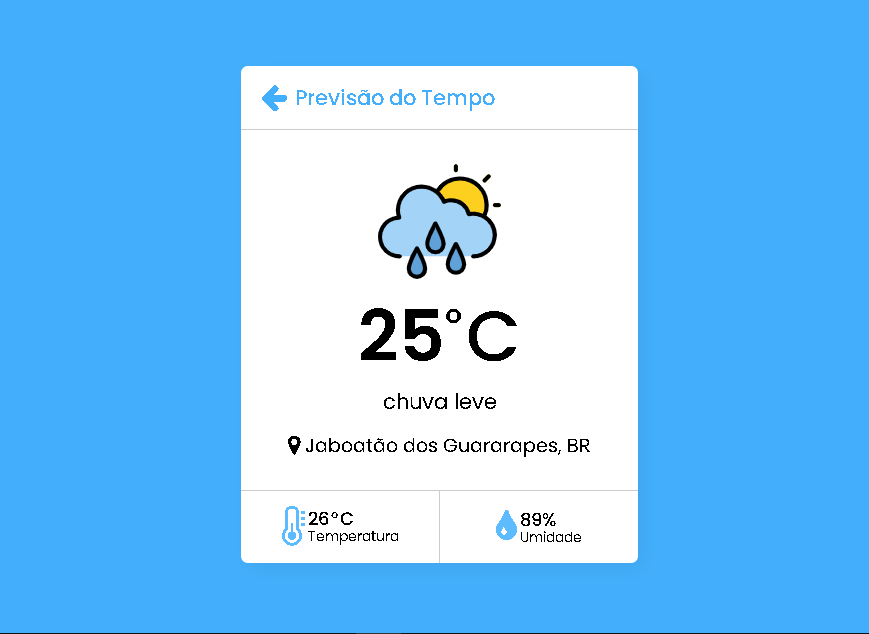 Previsão do Tempo
25°C
chuva leve
Jaboatão dos Guararapes, BR
26°C
Temperatura
89%
Umidade